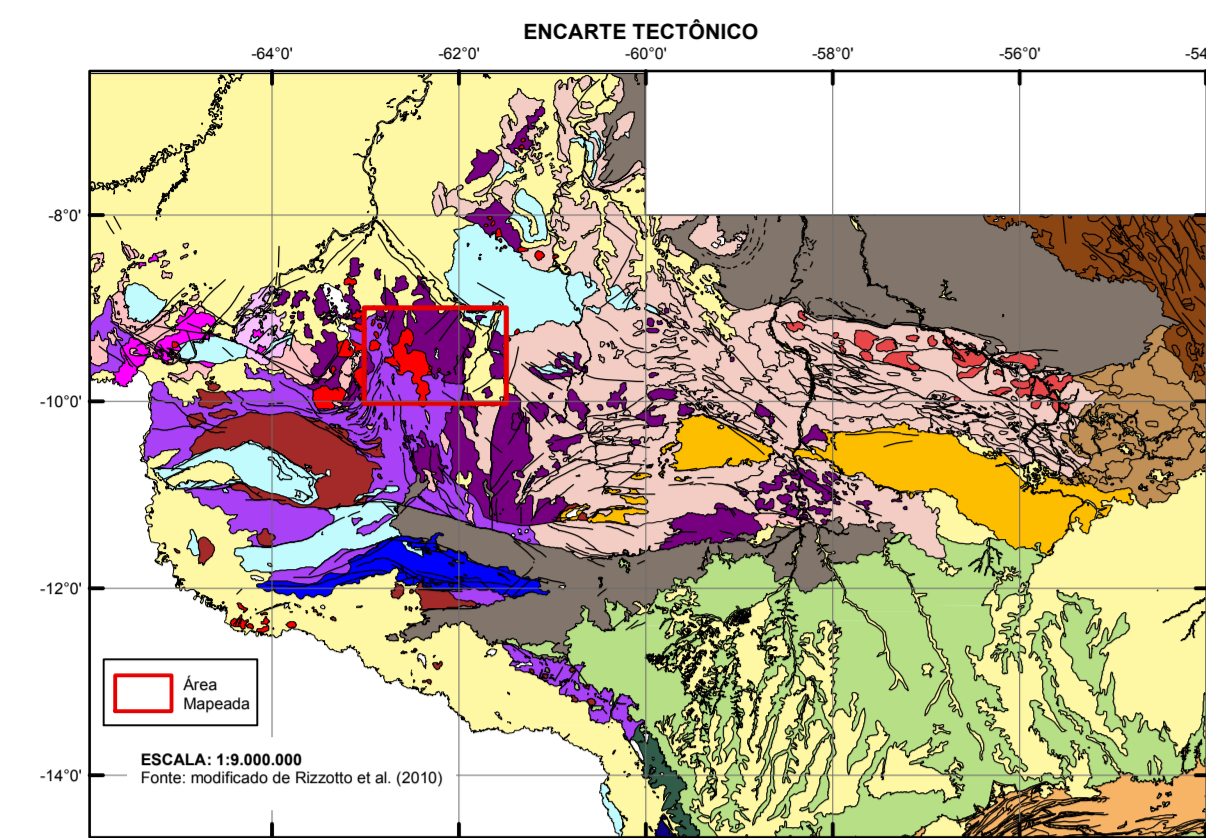 ENCARTE TECTÔNICO
-64°0' -62°0' -60°0' -58°0' -56°0' -54
-8°0'
-10°0'
-12°0'
-14°0'
Área
Mapeada
ESCALA: 1:9.000.000
Fonte: modificado de Rizzotto et al. (2010)